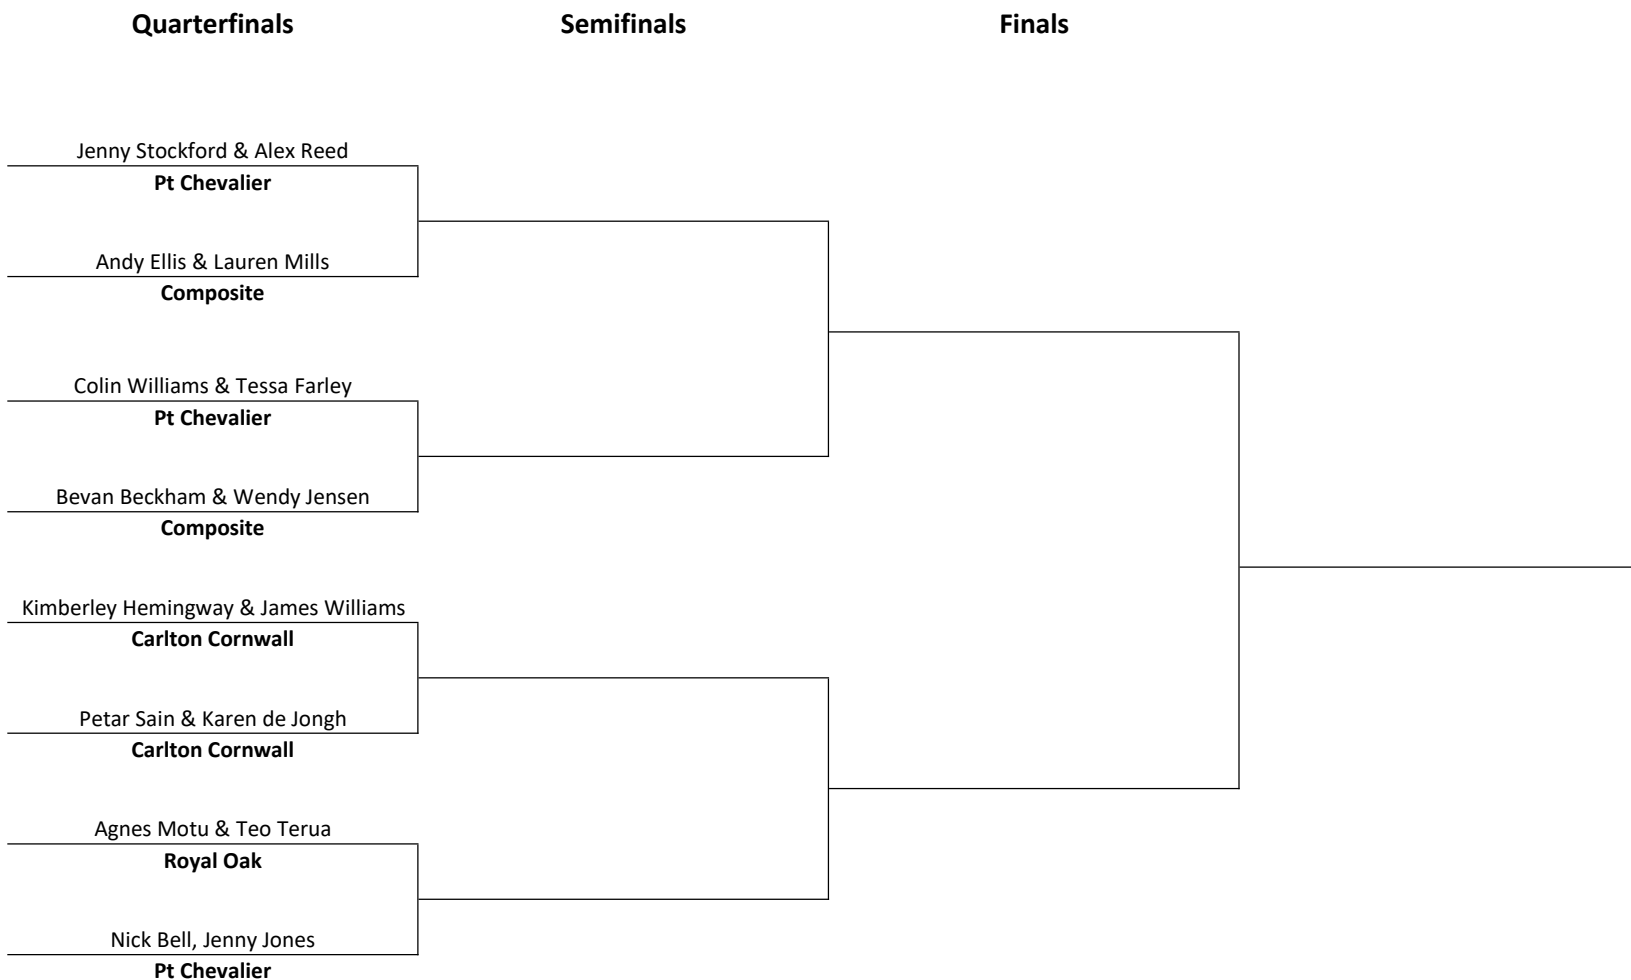 Quarterfinals
Semifinals
Finals
Jenny Stockford & Alex Reed
Pt Chevalier
Andy Ellis & Lauren Mills
Composite
Colin Williams & Tessa Farley
Pt Chevalier
Bevan Beckham & Wendy Jensen
Composite
Kimberley Hemingway & James Williams
Carlton Cornwall
Petar Sain & Karen de Jongh
Carlton Cornwall
Agnes Motu & Teo Terua
Royal Oak
Nick Bell, Jenny Jones
Pt Chevalier